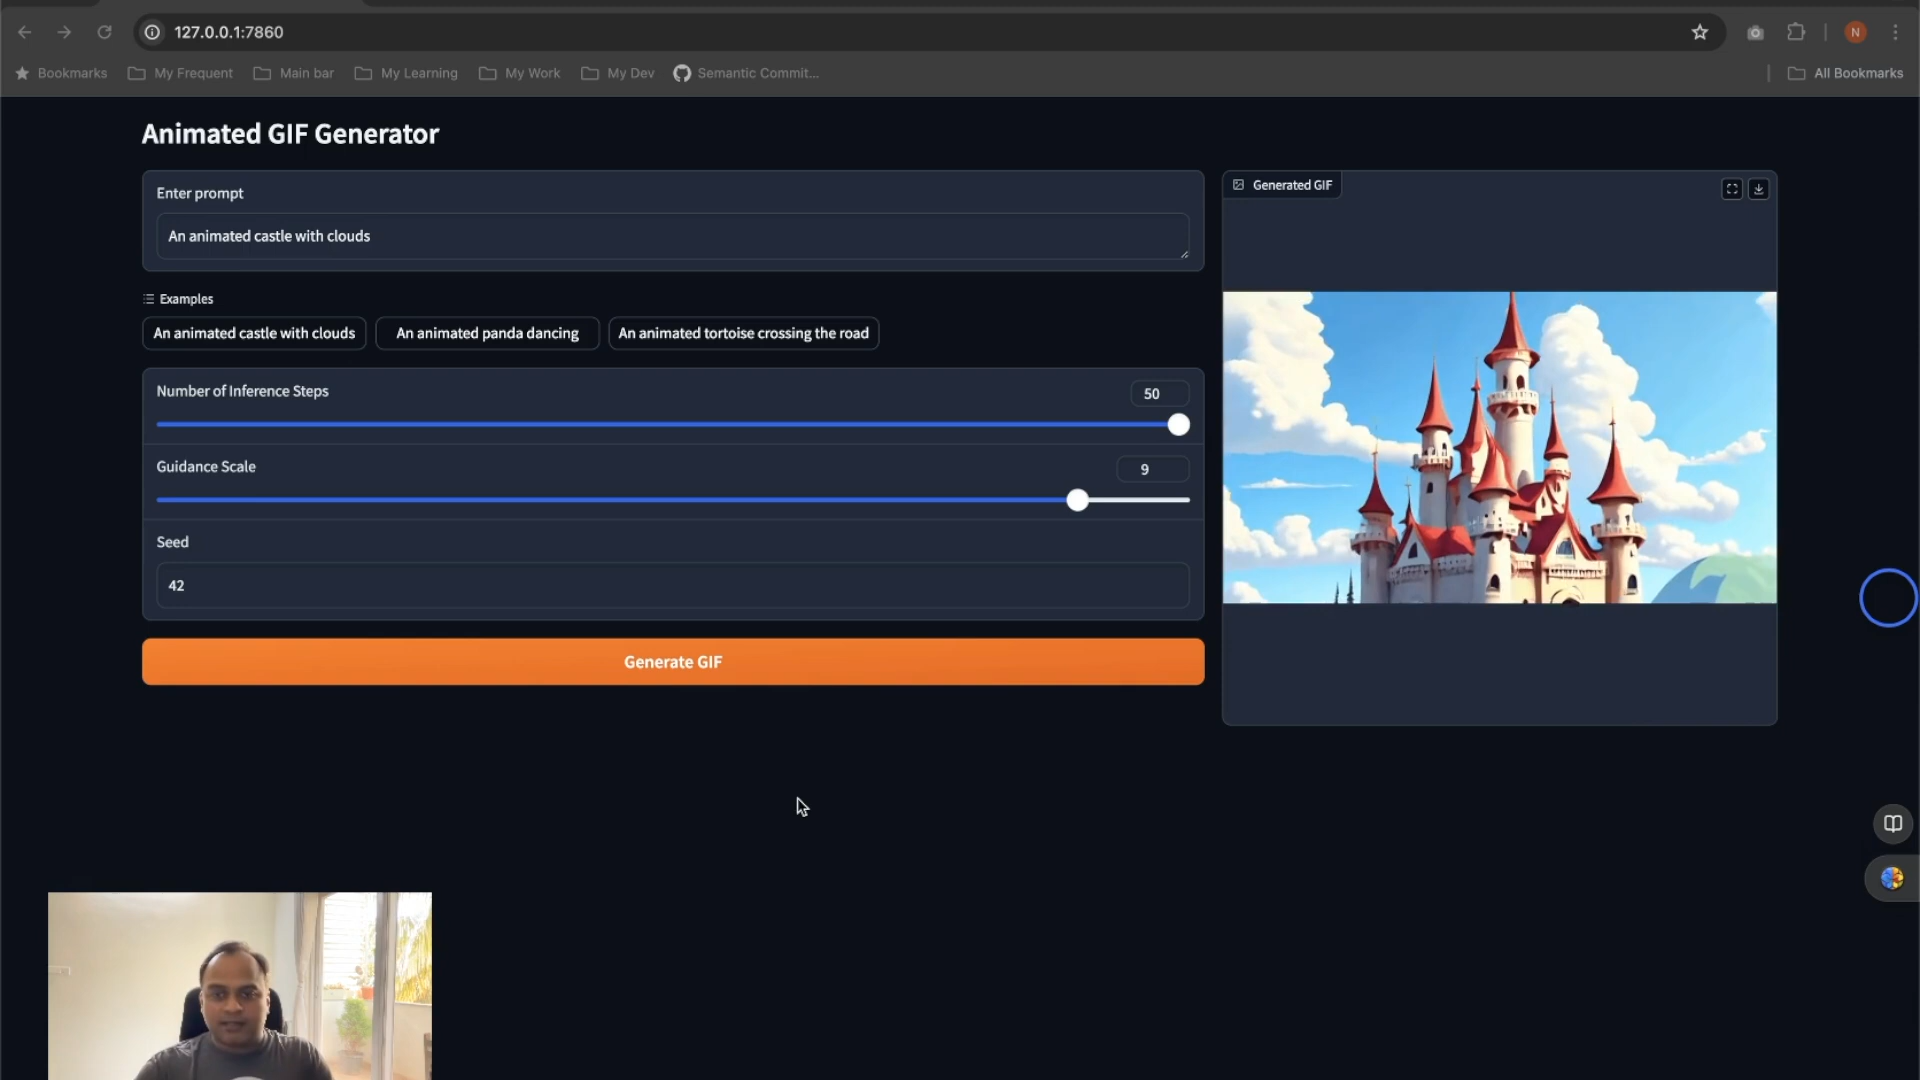 127.0.0.1:7860
N
Bookmarks My Frequent Main bar My Learning My Work My Dev Semantic Commit... All Bookmarks
Animated GIF Generator
Enter prompt
An animated castle with clouds
Examples
An animated castle with clouds An animated panda dancing An animated tortoise crossing the road
Number of Inference Steps 50
Guidance Scale 9
Seed
42
Generate GIF
Generated GIF